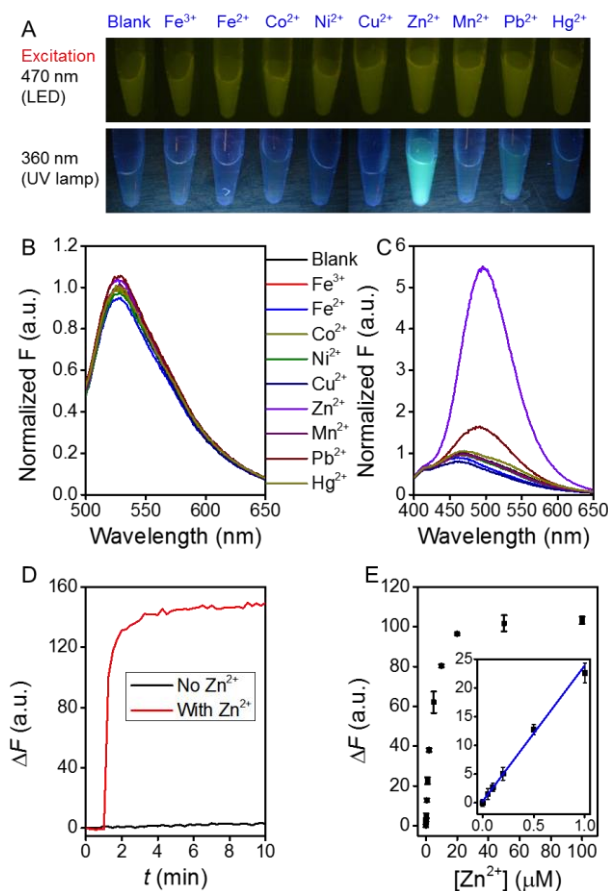 A
Blank Fe³⁺ Fe²⁺ Co²⁺ Ni²⁺ Cu²⁺ Zn²⁺ Mn²⁺ Pb²⁺ Hg²⁺
Excitation
470 nm
(LED)
360 nm
(UV lamp)
B
Normalized F (a.u.)
1.2
1.0
0.8
0.6
0.4
0.2
0.0
500 550 600 650
Wavelength (nm)
Blank
Fe³⁺
Fe²⁺
Co²⁺
Ni²⁺
Cu²⁺
Zn²⁺
Mn²⁺
Pb²⁺
Hg²⁺
C
Normalized F (a.u.)
6
5
4
3
2
1
0
400 450 500 550 600 650
Wavelength (nm)
D
ΔF (a.u.)
160
120
80
40
0
No Zn²⁺
With Zn²⁺
0 2 4 6 8 10
t (min)
E
ΔF (a.u.)
120
100
80
60
40
20
0
25
20
15
10
5
0
0.0 0.5 1.0
0 20 40 60 80 100
[Zn²⁺] (μM)